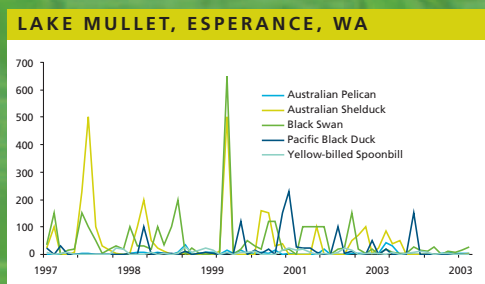 LAKE MULLET, ESPERANCE, WA
700
600
500
400
300
200
100
0
Australian Pelican
Australian Shelduck
Black Swan
Pacific Black Duck
Yellow-billed Spoonbill
1997 1998 1999 2001 2003 2003